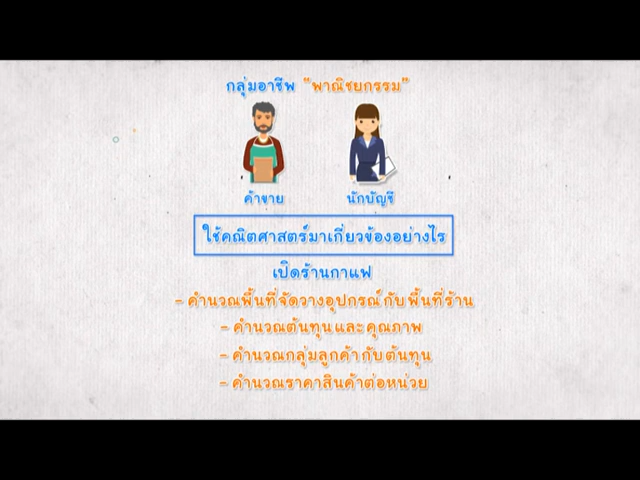 กลุ่มอาชีพ "พาณิชยกรรม"
ค้าขาย นักบัญชี
ใช้คณิตศาสตร์มาเกี่ยวข้องอย่างไร
เปิดร้านกาแฟ
- คำนวณพื้นที่จัดวางอุปกรณ์ กับ พื้นที่ร้าน
- คำนวณต้นทุน และ คุณภาพ
- คำนวณกลุ่มลูกค้า กับ ต้นทุน
- คำนวณราคาสินค้าต่อหน่วย